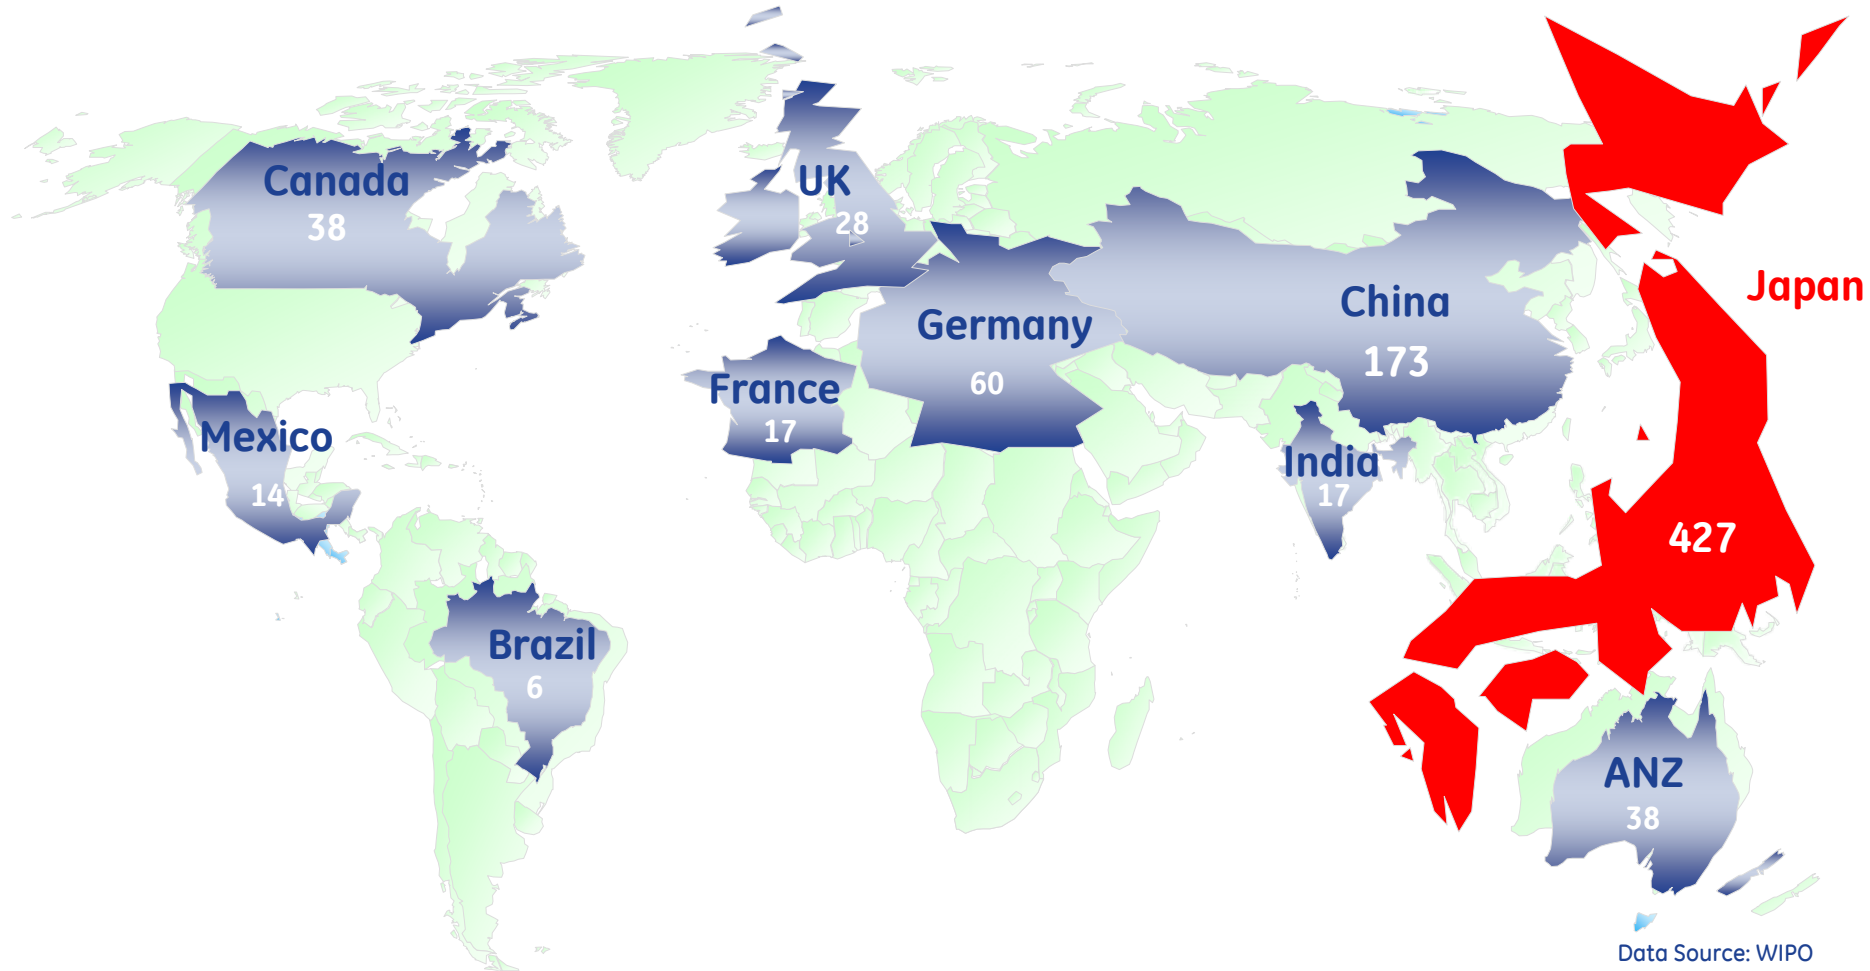 Canada
38
UK
28
Japan
China
173
Germany
60
France
17
Mexico
14
India
17
427
Brazil
6
ANZ
38
Data Source: WIPO